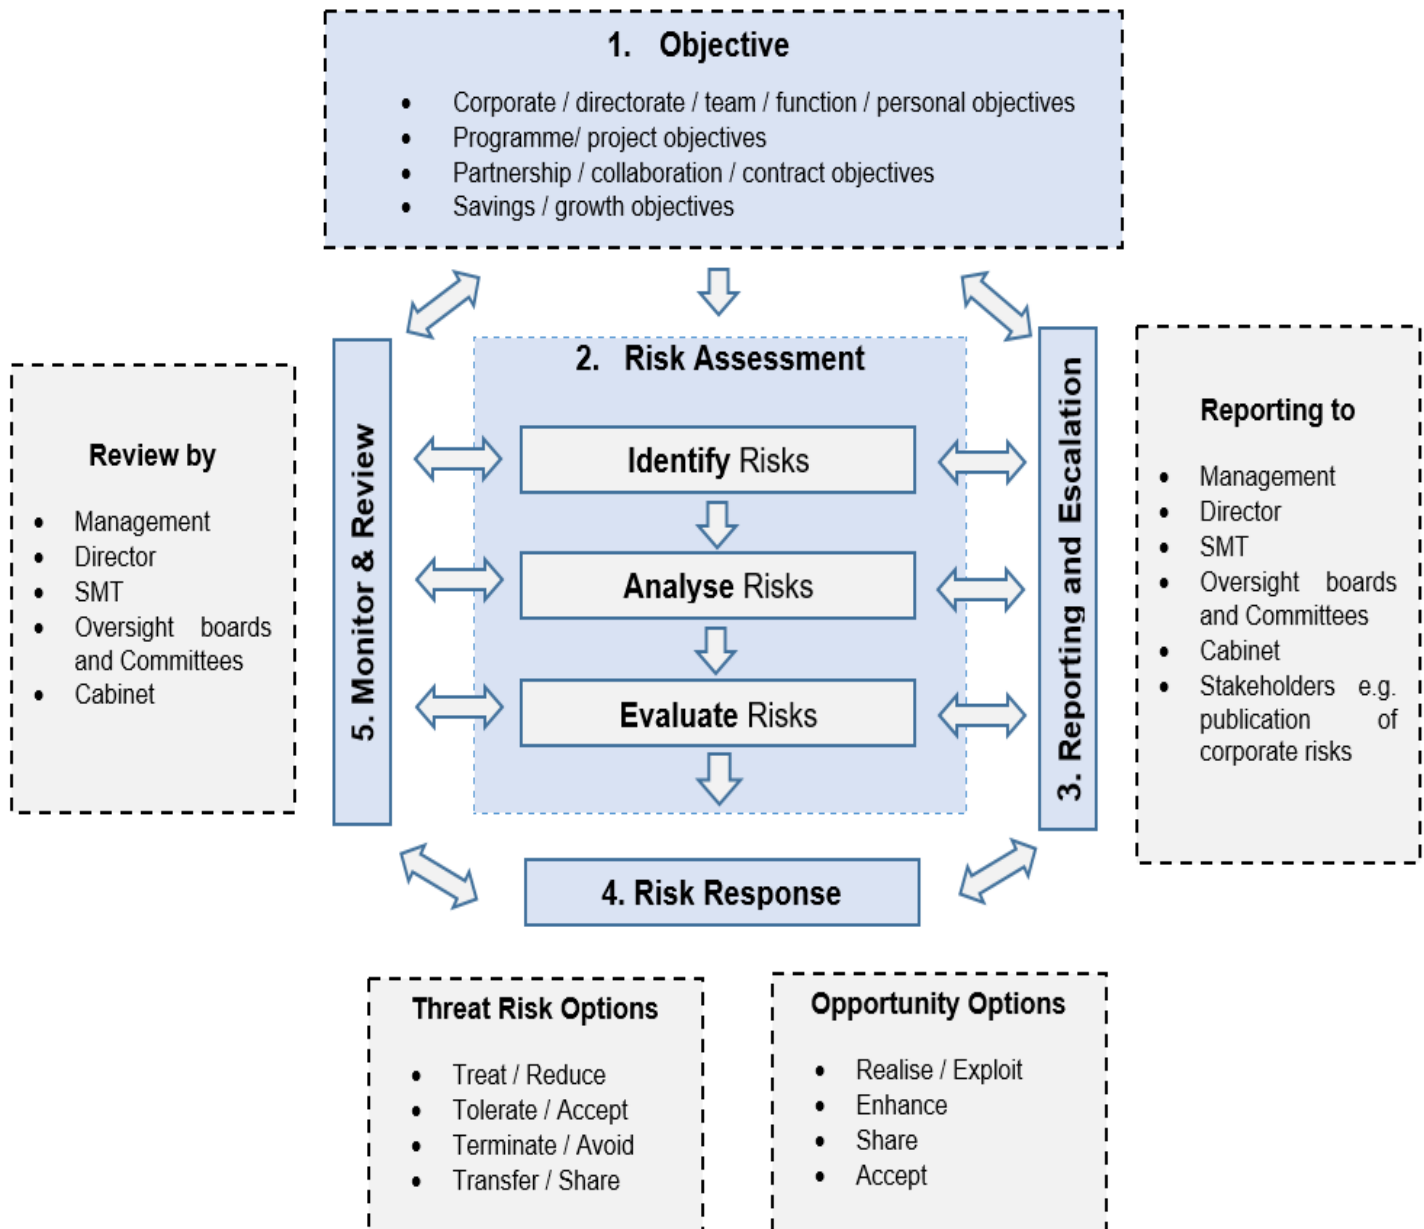 1. Objective
• Corporate / directorate / team / function / personal objectives
• Programme/ project objectives
• Partnership / collaboration / contract objectives
• Savings / growth objectives
2. Risk Assessment
Identify Risks
Analyse Risks
Evaluate Risks
5. Monitor & Review
Review by
• Management
• Director
• SMT
• Oversight boards
and Committees
• Cabinet
3. Reporting and Escalation
Reporting to
• Management
• Director
• SMT
• Oversight boards
and Committees
• Cabinet
• Stakeholders e.g.
publication of
corporate risks
4. Risk Response
Threat Risk Options
• Treat / Reduce
• Tolerate / Accept
• Terminate / Avoid
• Transfer / Share
Opportunity Options
• Realise / Exploit
• Enhance
• Share
• Accept